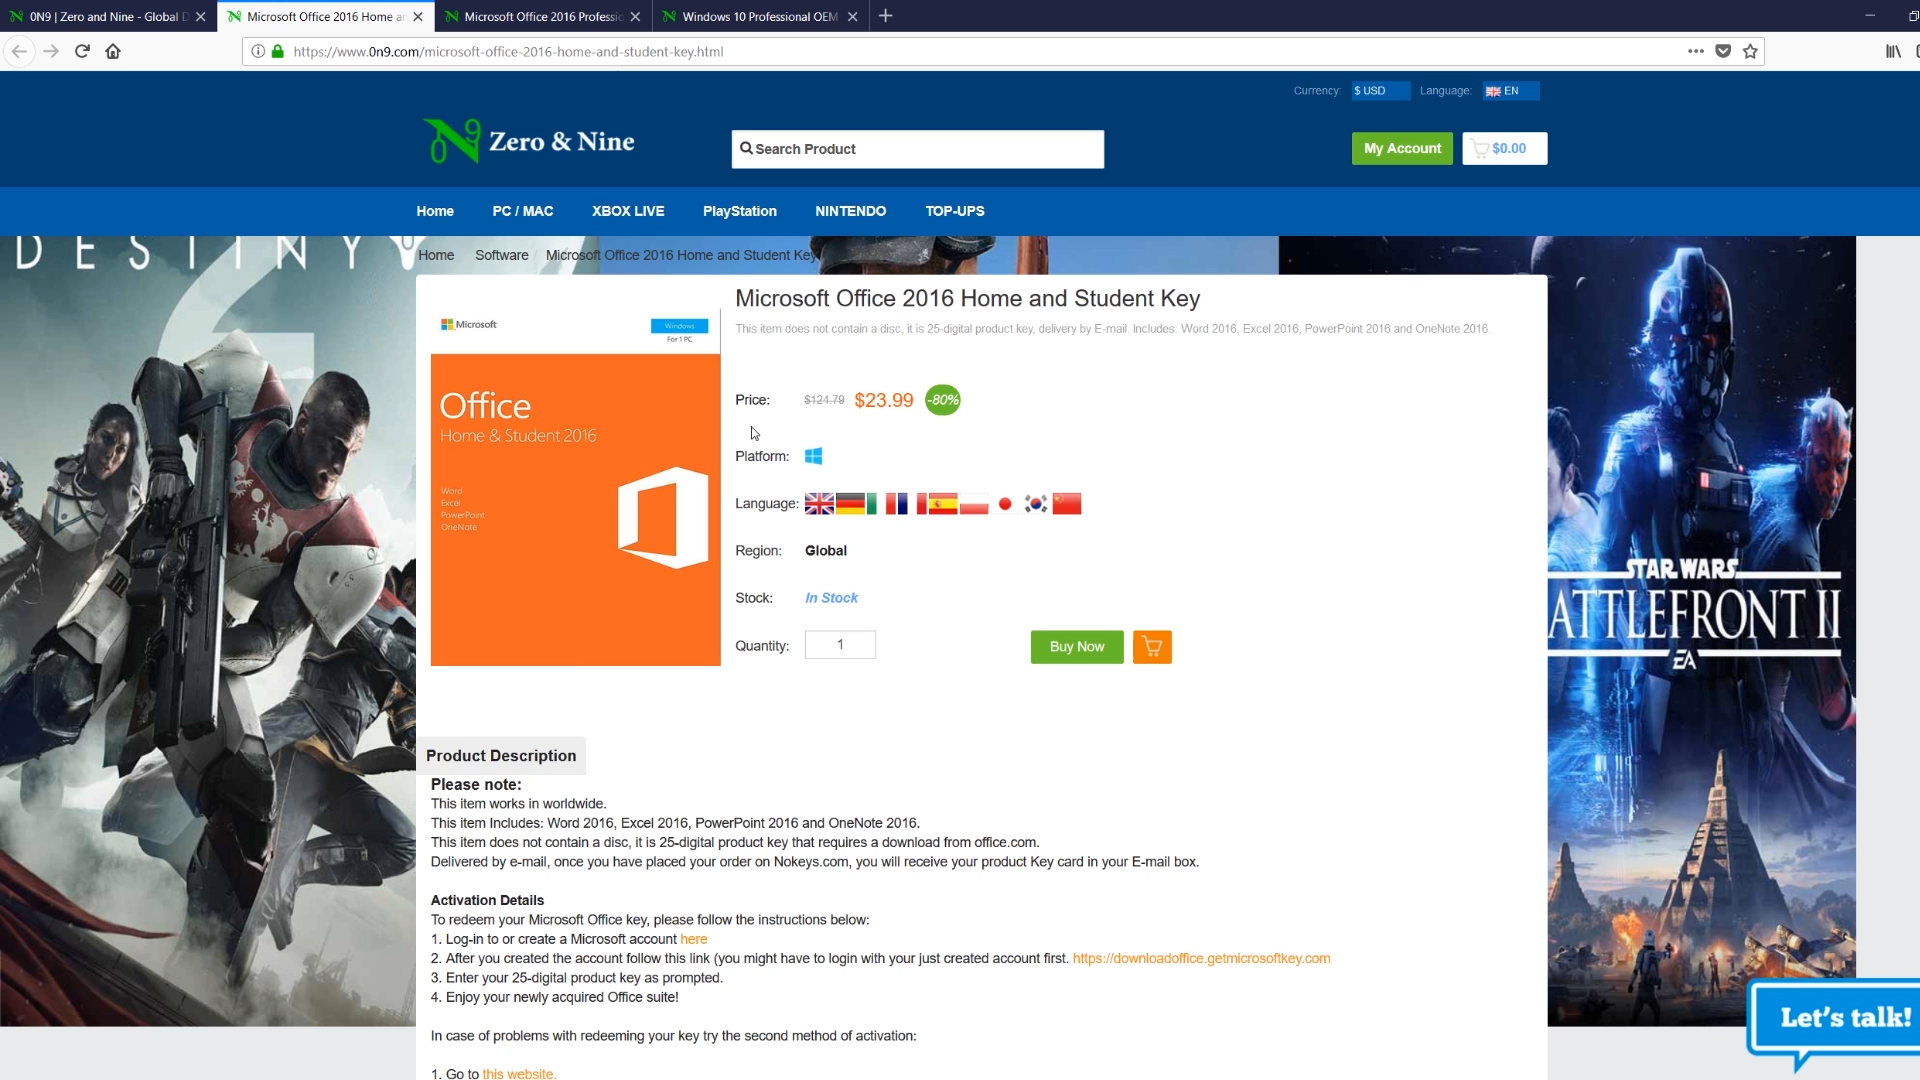 0N9 | Zero and Nine - Global D
Microsoft Office 2016 Home a
Microsoft Office 2016 Professio
Windows 10 Professional OEM
https://www.0n9.com/microsoft-office-2016-home-and-student-key.html
Currency: $ USD Language: EN
0N9 Zero & Nine
Search Product
My Account
$0.00
Home PC / MAC XBOX LIVE PlayStation NINTENDO TOP-UPS
DESTINY
2
Home Software / Microsoft Office 2016 Home and Student Key
Microsoft Office 2016 Home and Student Key
This item does not contain a disc, it is 25-digital product key, delivery by E-mail. Includes: Word 2016, Excel 2016, PowerPoint 2016 and OneNote 2016.
Microsoft
Windows
For 1 PC
Office
Home & Student 2016
Word
Excel
PowerPoint
OneNote
Price: $124.79 $23.99 -80%
Platform:
Language:
Region: Global
Stock: In Stock
Quantity: 1
Buy Now
STAR WARS
ATTLEFRONT II
EA
Product Description
Please note:
This item works in worldwide.
This item Includes: Word 2016, Excel 2016, PowerPoint 2016 and OneNote 2016.
This item does not contain a disc, it is 25-digital product key that requires a download from office.com.
Delivered by e-mail, once you have placed your order on Nokeys.com, you will receive your product Key card in your E-mail box.
Activation Details
To redeem your Microsoft Office key, please follow the instructions below:
1. Log-in to or create a Microsoft account here
2. After you created the account follow this link (you might have to login with your just created account first. https://downloadoffice.getmicrosoftkey.com
3. Enter your 25-digital product key as prompted.
4. Enjoy your newly acquired Office suite!
In case of problems with redeeming your key try the second method of activation:
1. Go to this website.
Let's talk!